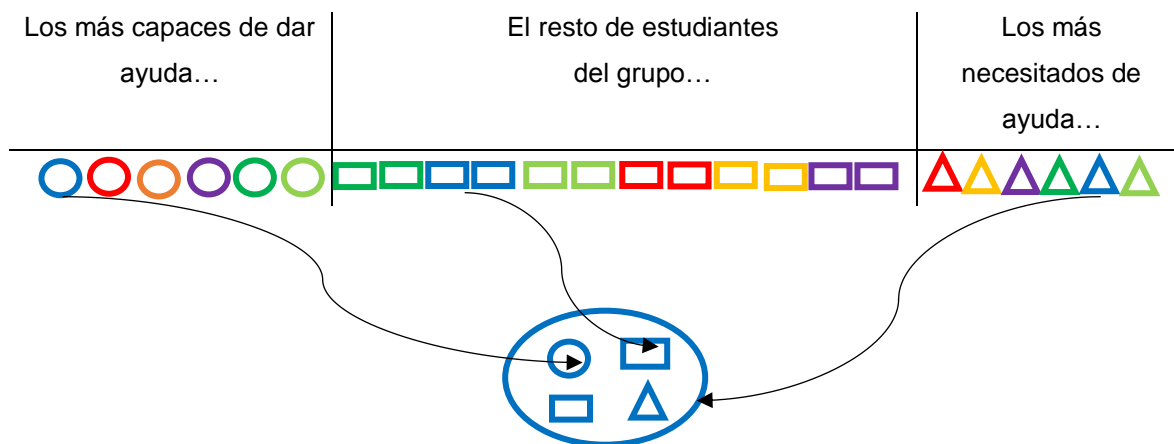 Los más capaces de dar
ayuda…
El resto de estudiantes
del grupo…
Los más
necesitados de
ayuda…